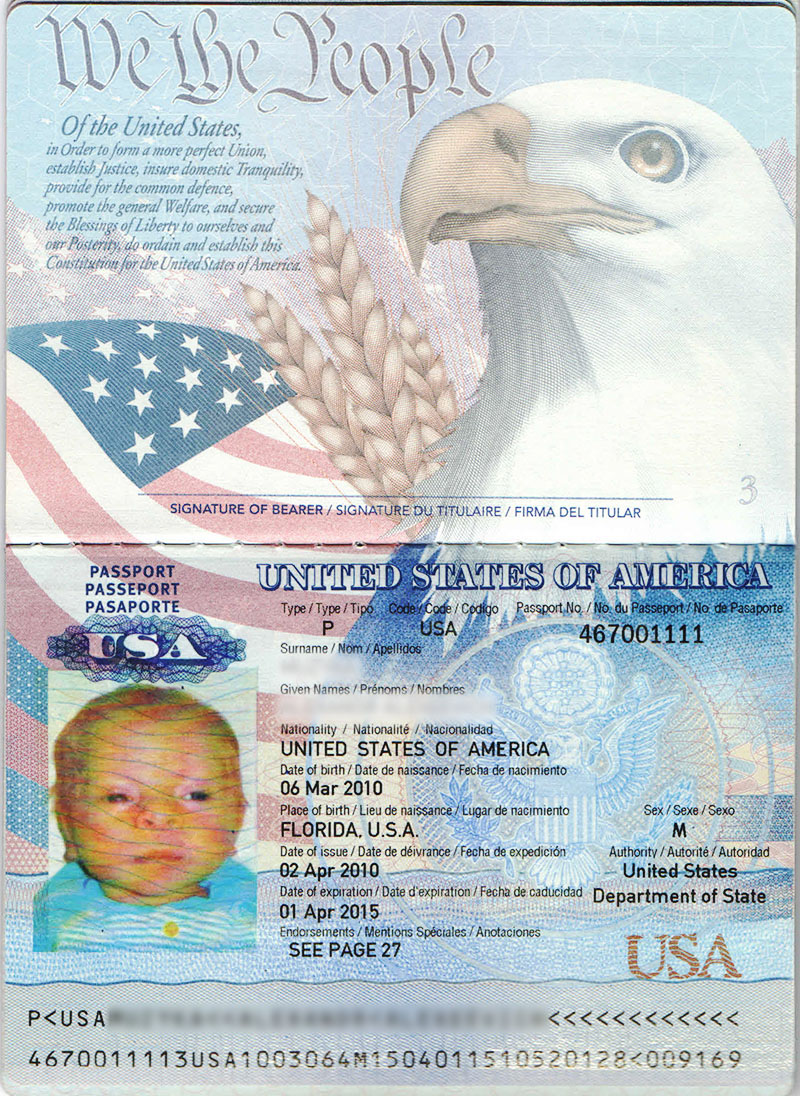 We the People
Of the United States,
in Order to form a more perfect Union,
establish Justice, insure domestic Tranquility,
provide for the common defence,
promote the general Welfare, and secure
the Blessings of Liberty to ourselves and
our Posterity, do ordain and establish this
Constitution for the United States of America.
3
SIGNATURE OF BEARER / SIGNATURE DU TITULAIRE / FIRMA DEL TITULAR
PASSPORT
PASSEPORT
PASAPORTE
USA
UNITED STATES OF AMERICA
Type / Type / Tipo Code / Code / Codigo Passport No. / No. du Passeport / No. de Pasaporte
P USA 467001111
Surname / Nom / Apellidos
Given Names / Prénoms / Nombres
Nationality / Nationalité / Nacionalidad
UNITED STATES OF AMERICA
Date of birth / Date de naissance / Fecha de nacimiento
06 Mar 2010
Place of birth / Lieu de naissance / Lugar de nacimiento Sex / Sexe / Sexo
FLORIDA, U.S.A. M
Date of issue / Date de déivrance / Fecha de expedición Authority / Autorité / Autoridad
02 Apr 2010 United States
Date of expiration / Date d'expiration / Fecha de caducidad Department of State
01 Apr 2015
Endorsements / Mentions Spéciales / Anotaciones
SEE PAGE 27
USA
P<USA <<<<<<<<<<<<
4670011113USA1003064M1504011510520128<009169